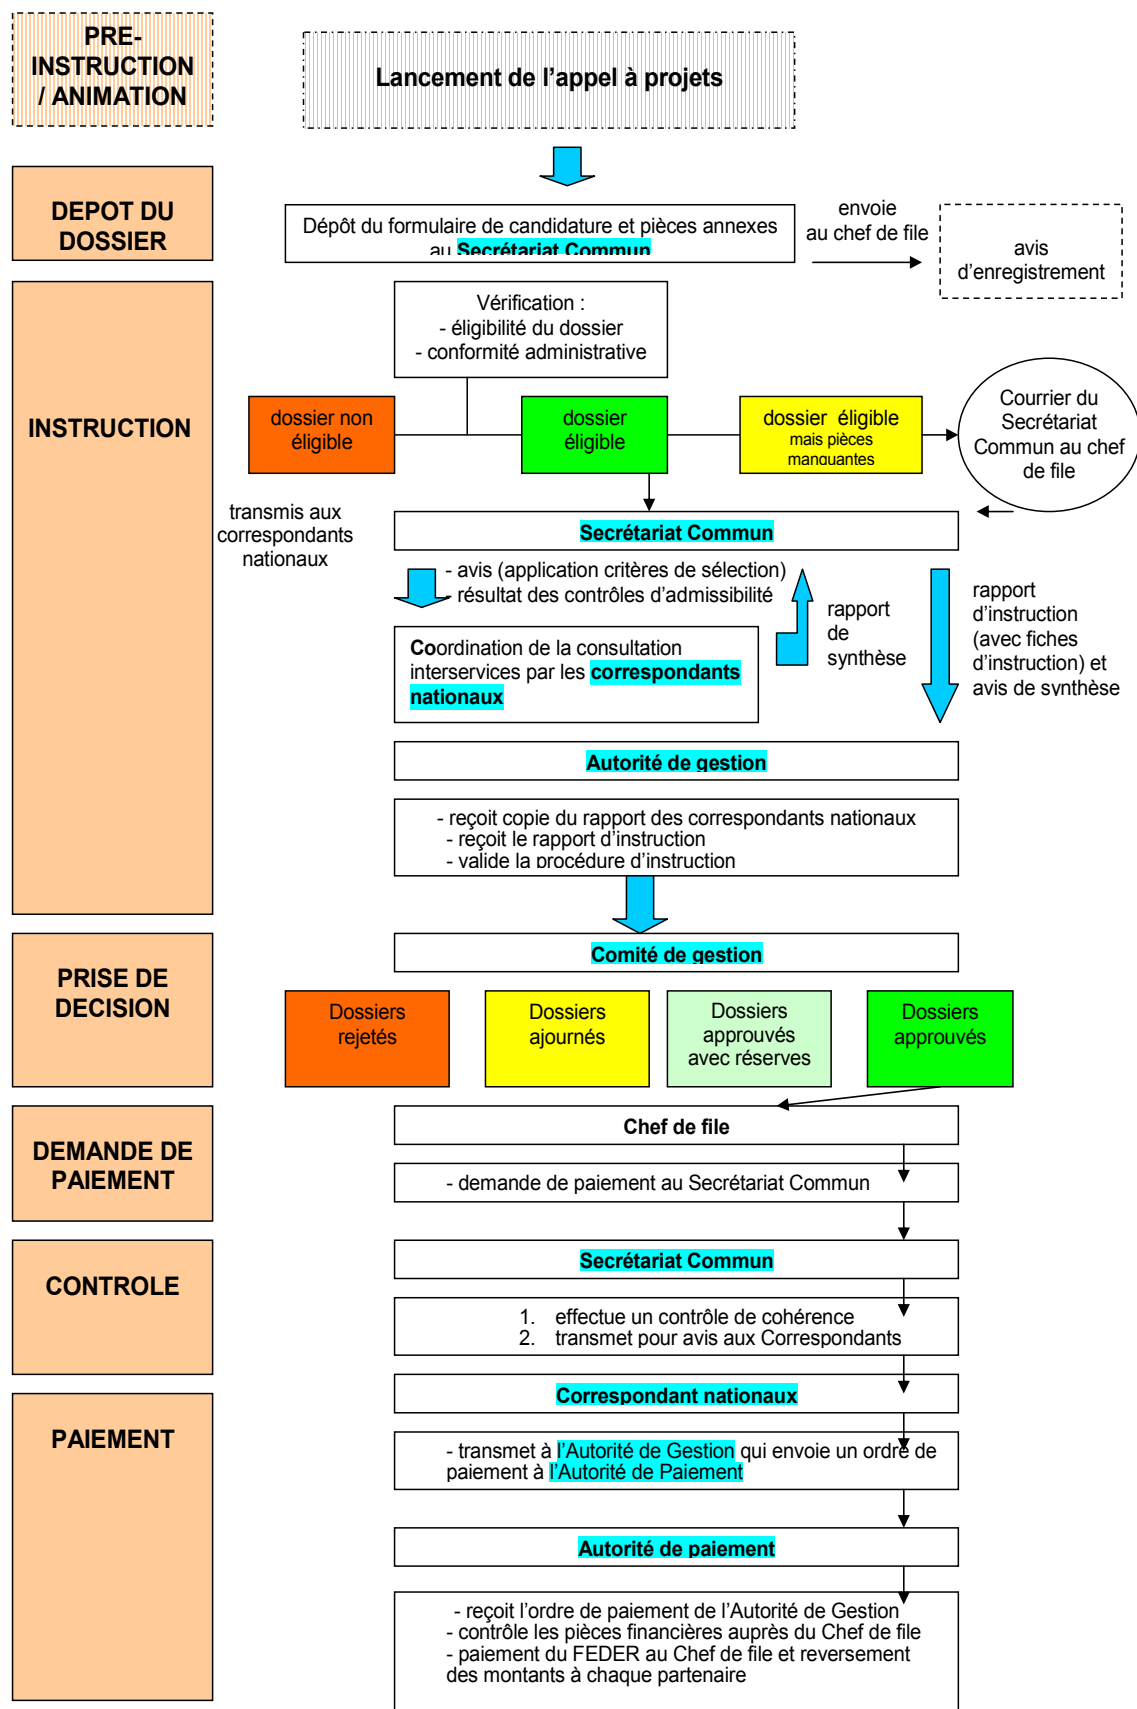 PRE-
INSTRUCTION
/ ANIMATION
Lancement de l’appel à projets
DEPOT DU
DOSSIER
Dépôt du formulaire de candidature et pièces annexes
au Secrétariat Commun
envoie
au chef de file
avis
d’enregistrement
INSTRUCTION
Vérification :
- éligibilité du dossier
- conformité administrative
dossier non
éligible
dossier
éligible
dossier éligible
mais pièces
manquantes
Courrier du
Secrétariat
Commun au chef
de file
transmis aux
correspondants
nationaux
Secrétariat Commun
- avis (application critères de sélection)
- résultat des contrôles d’admissibilité
rapport
de
synthèse
rapport
d’instruction
(avec fiches
d’instruction) et
avis de synthèse
Coordination de la consultation
interservices par les correspondants
nationaux
Autorité de gestion
- reçoit copie du rapport des correspondants nationaux
- reçoit le rapport d’instruction
- valide la procédure d’instruction
PRISE DE
DECISION
Comité de gestion
Dossiers
rejetés
Dossiers
ajournés
Dossiers
approuvés
avec réserves
Dossiers
approuvés
DEMANDE DE
PAIEMENT
Chef de file
- demande de paiement au Secrétariat Commun
CONTROLE
Secrétariat Commun
1. effectue un contrôle de cohérence
2. transmet pour avis aux Correspondants
PAIEMENT
Correspondant nationaux
- transmet à l’Autorité de Gestion qui envoie un ordre de
paiement à l’Autorité de Paiement
Autorité de paiement
- reçoit l’ordre de paiement de l’Autorité de Gestion
- contrôle les pièces financières auprès du Chef de file
- paiement du FEDER au Chef de file et reversement
des montants à chaque partenaire